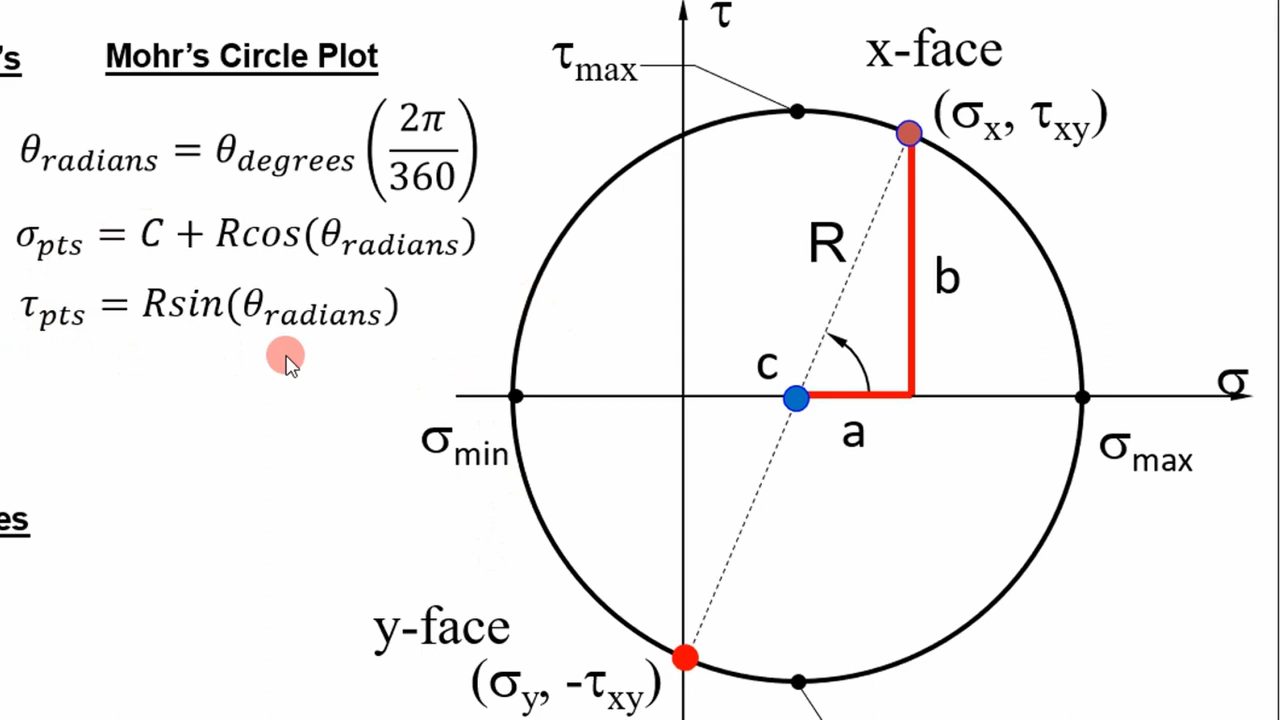 's
Mohr's Circle Plot
θradians = θdegrees (2π/360)
σpts = C + Rcos(θradians)
τpts = Rsin(θradians)
es
τ
τmax
x-face
(σx, τxy)
R
b
c
a
σ
σmin
σmax
y-face
(σy, -τxy)